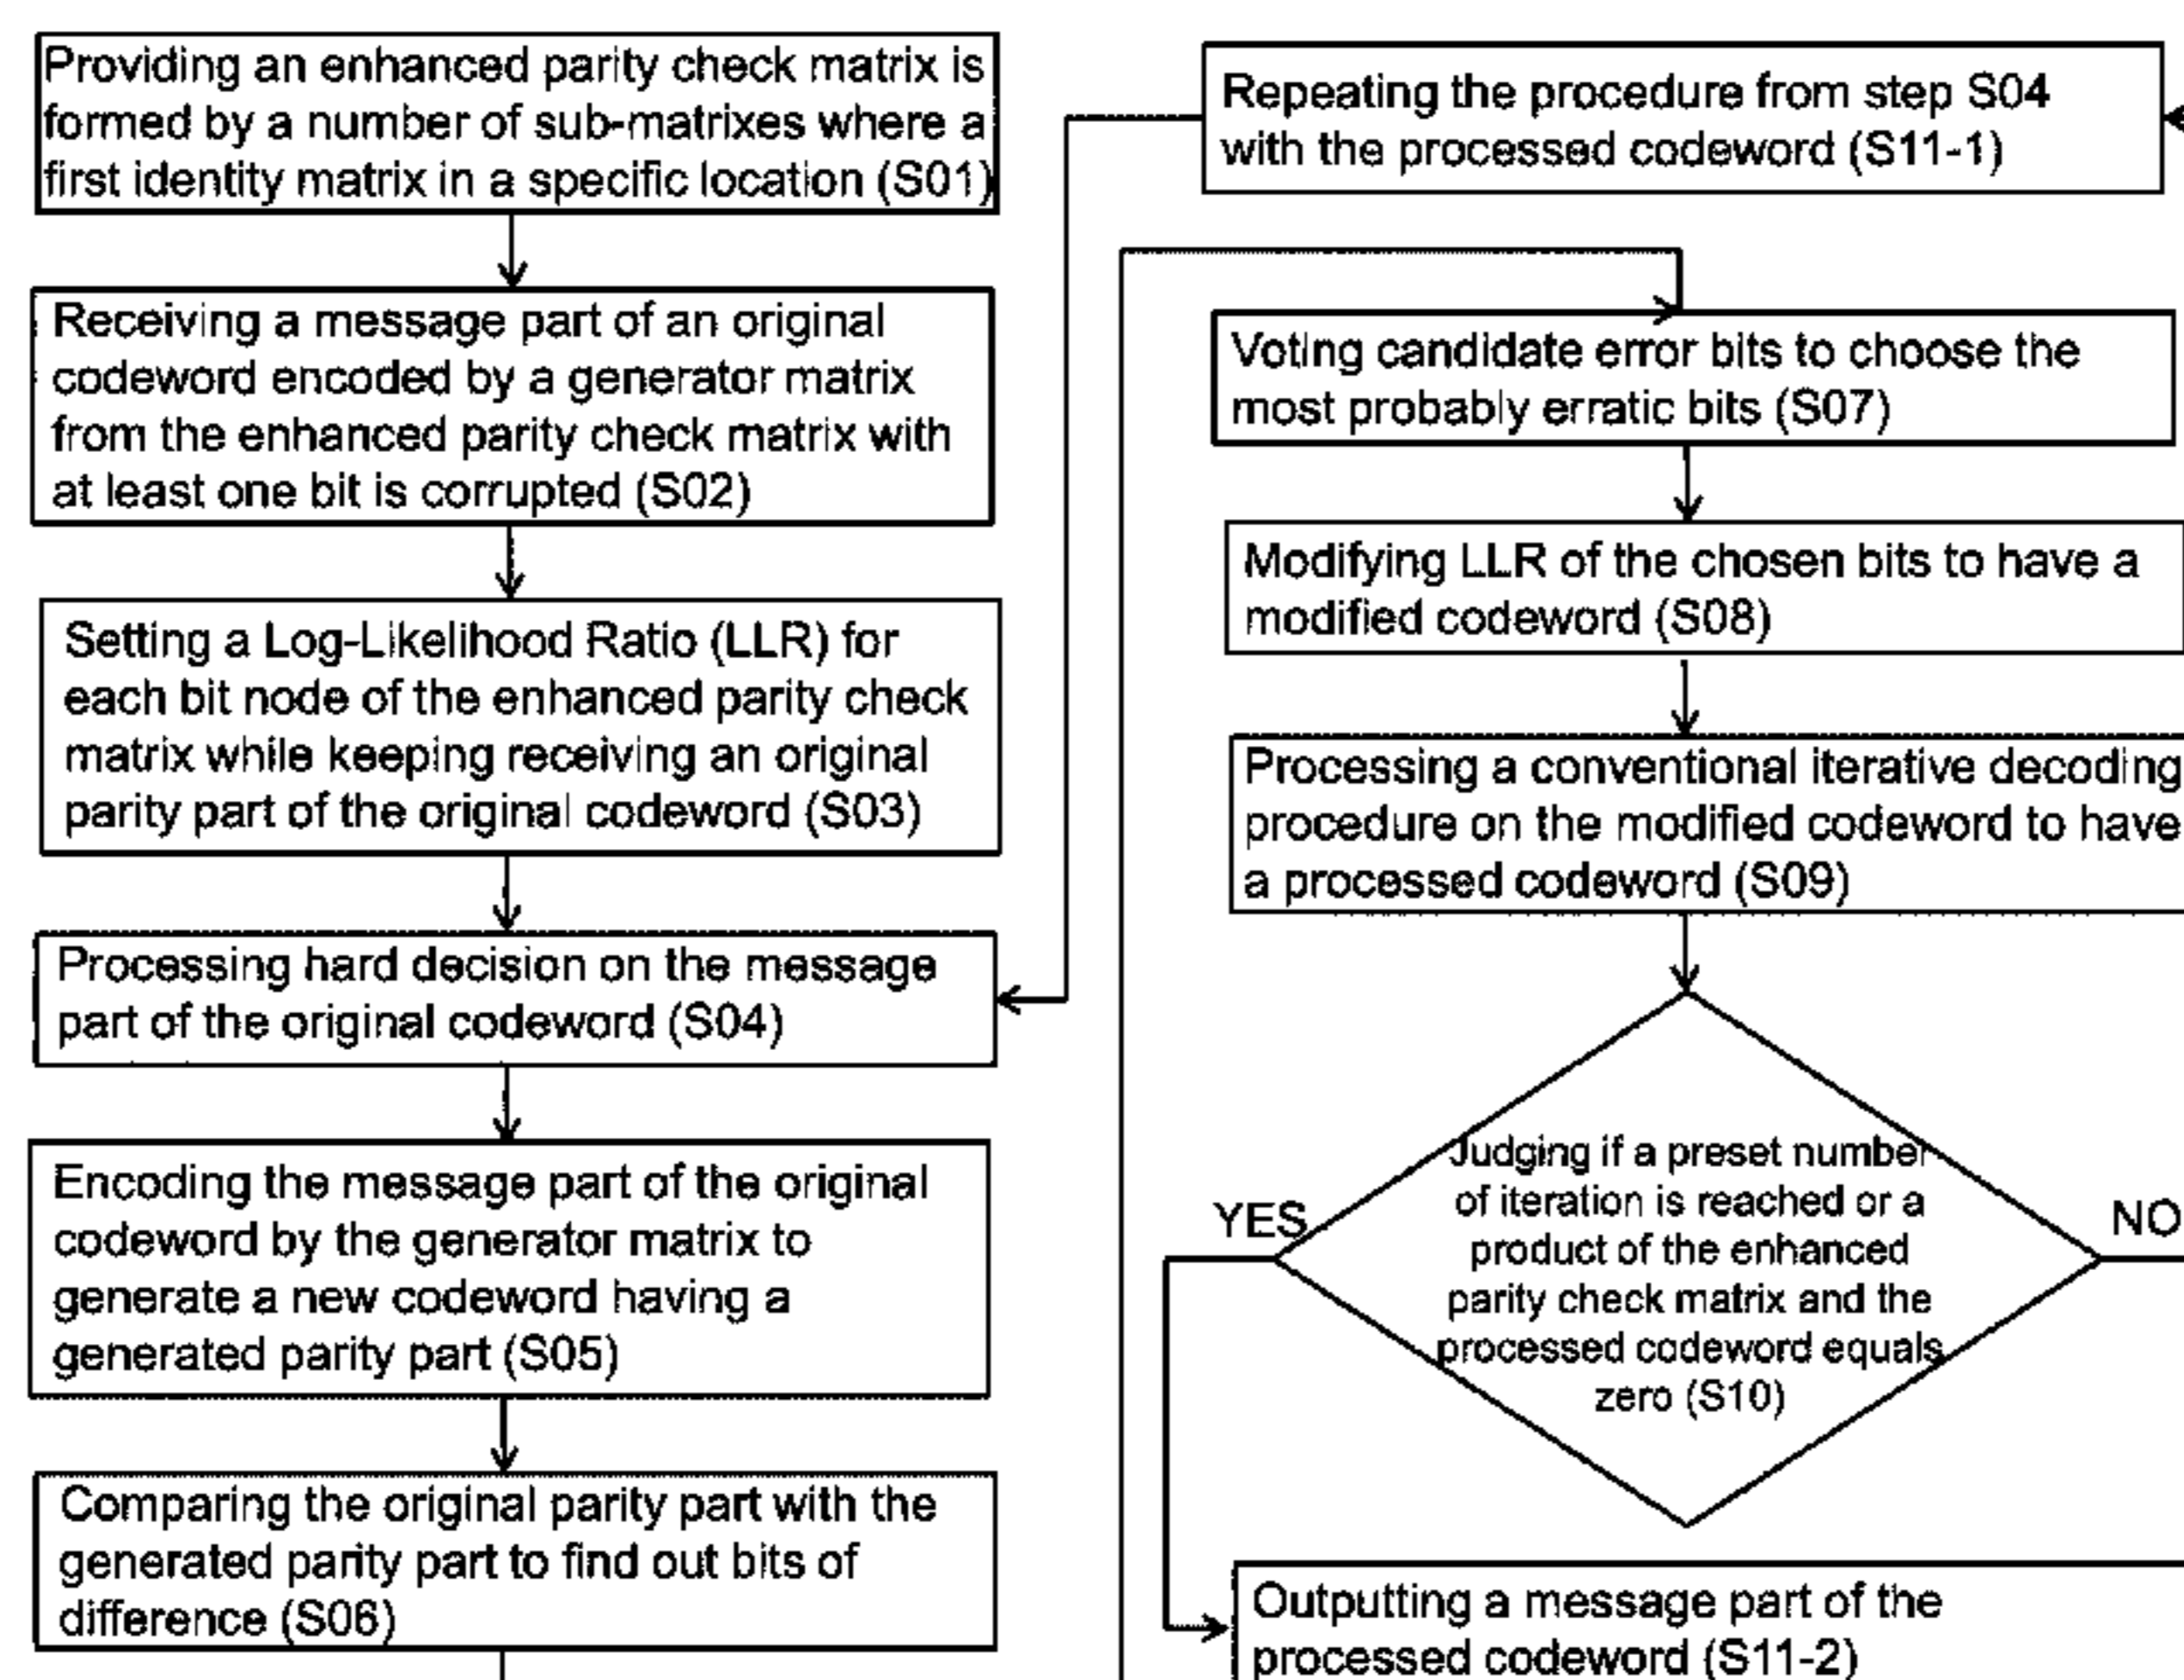 Providing an enhanced parity check matrix is
formed by a number of sub-matrixes where a
first identity matrix in a specific location (S01)
Receiving a message part of an original
codeword encoded by a generator matrix
from the enhanced parity check matrix with
at least one bit is corrupted (S02)
Setting a Log-Likelihood Ratio (LLR) for
each bit node of the enhanced parity check
matrix while keeping receiving an original
parity part of the original codeword (S03)
Processing hard decision on the message
part of the original codeword (S04)
Encoding the message part of the original
codeword by the generator matrix to
generate a new codeword having a
generated parity part (S05)
Comparing the original parity part with the
generated parity part to find out bits of
difference (S06)
Repeating the procedure from step S04
with the processed codeword (S11-1)
Voting candidate error bits to choose the
most probably erratic bits (S07)
Modifying LLR of the chosen bits to have a
modified codeword (S08)
Processing a conventional iterative decoding
procedure on the modified codeword to have
a processed codeword (S09)
Judging if a preset number
of iteration is reached or a
product of the enhanced
parity check matrix and the
processed codeword equals
zero (S10)
YES
NO
Outputting a message part of the
processed codeword (S11-2)